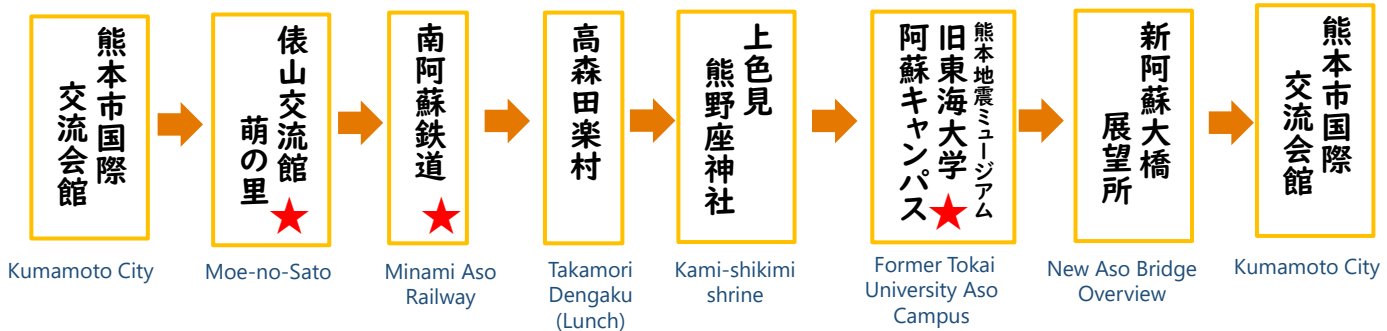 熊本市国際
交流会館
俵山交流館
萌の里
南阿蘇鉄道
高森田楽村
上色見
熊野座神社
熊本地震ミュージアム
旧東海大学
阿蘇キャンパス
新阿蘇大橋
展望所
熊本市国際
交流会館
Kumamoto City
Moe-no-Sato
Minami Aso
Railway
Takamori
Dengaku
(Lunch)
Kami-shikimi
shrine
Former Tokai
University Aso
Campus
New Aso Bridge
Overview
Kumamoto City